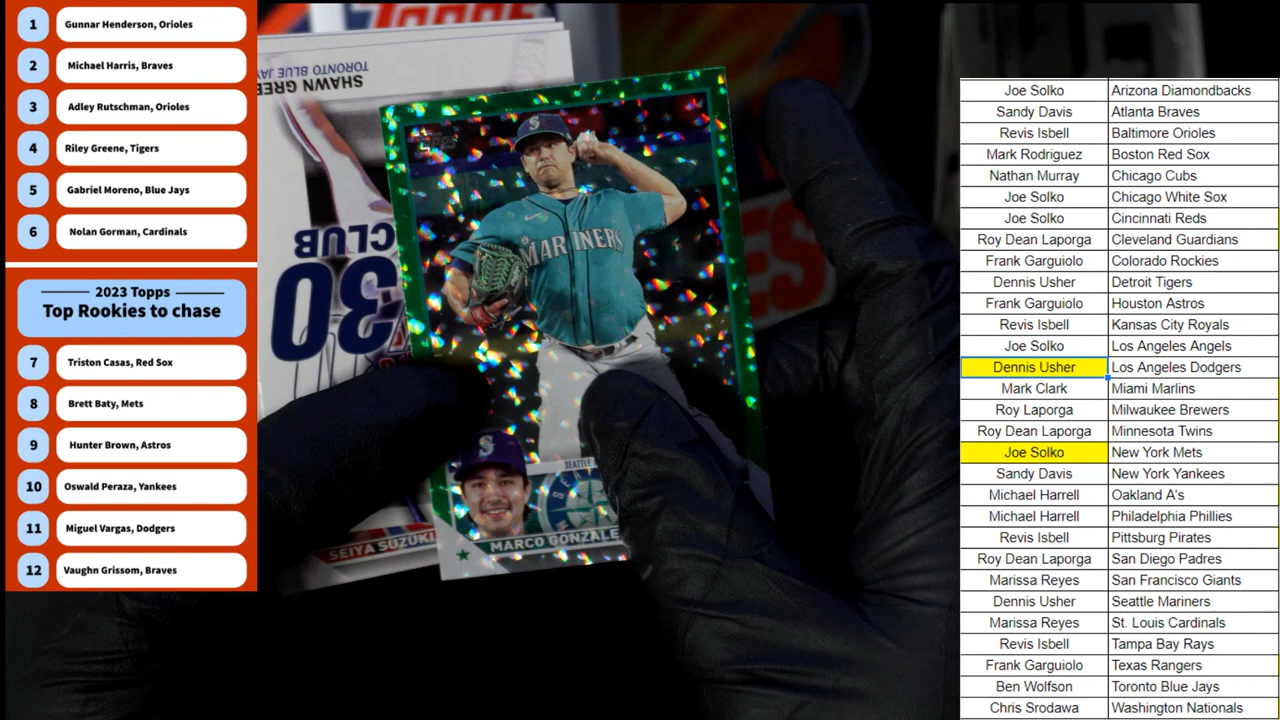 1 Gunnar Henderson, Orioles
2 Michael Harris, Braves
3 Adley Rutschman, Orioles
4 Riley Greene, Tigers
5 Gabriel Moreno, Blue Jays
6 Nolan Gorman, Cardinals
2023 Topps
Top Rookies to chase
7 Triston Casas, Red Sox
8 Brett Baty, Mets
9 Hunter Brown, Astros
10 Oswald Peraza, Yankees
11 Miguel Vargas, Dodgers
12 Vaughn Grissom, Braves
TOPPS
SHAWN GREE
TORONTO BLUE JAY
30
CLUB
Topps
MARINERS
SEATTLE
MARCO GONZALE
SEIYA SUZUKI
Joe Solko Arizona Diamondbacks
Sandy Davis Atlanta Braves
Revis Isbell Baltimore Orioles
Mark Rodriguez Boston Red Sox
Nathan Murray Chicago Cubs
Joe Solko Chicago White Sox
Joe Solko Cincinnati Reds
Roy Dean Laporga Cleveland Guardians
Frank Garguiolo Colorado Rockies
Dennis Usher Detroit Tigers
Frank Garguiolo Houston Astros
Revis Isbell Kansas City Royals
Joe Solko Los Angeles Angels
Dennis Usher Los Angeles Dodgers
Mark Clark Miami Marlins
Roy Laporga Milwaukee Brewers
Roy Dean Laporga Minnesota Twins
Joe Solko New York Mets
Sandy Davis New York Yankees
Michael Harrell Oakland A's
Michael Harrell Philadelphia Phillies
Revis Isbell Pittsburg Pirates
Roy Dean Laporga San Diego Padres
Marissa Reyes San Francisco Giants
Dennis Usher Seattle Mariners
Marissa Reyes St. Louis Cardinals
Revis Isbell Tampa Bay Rays
Frank Garguiolo Texas Rangers
Ben Wolfson Toronto Blue Jays
Chris Srodawa Washington Nationals